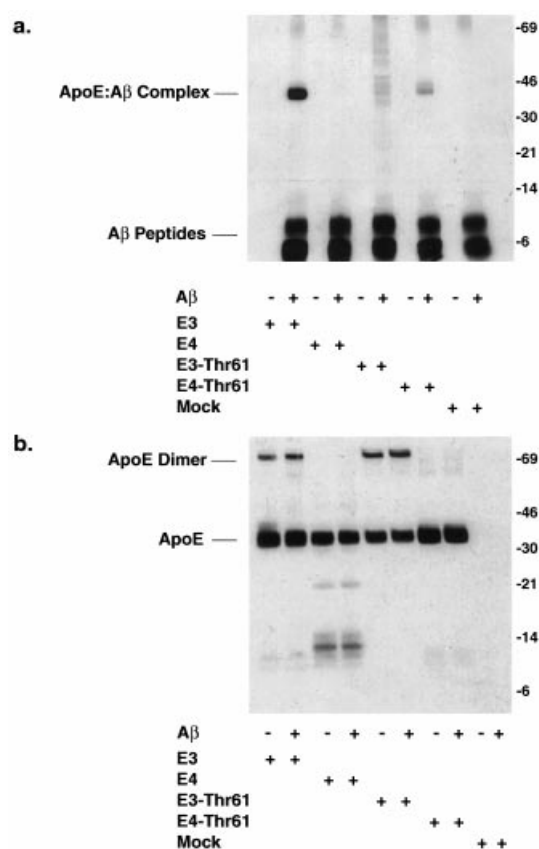 a.
-69
ApoE:Aβ Complex
-46
-30
-21
-14
Aβ Peptides
-6
Aβ - + - + - + - + - +
E3 + +
E4 + +
E3-Thr61 + +
E4-Thr61 + +
Mock + +
b.
ApoE Dimer
-69
-46
ApoE
-30
-21
-14
-6
Aβ - + - + - + - + - +
E3 + +
E4 + +
E3-Thr61 + +
E4-Thr61 + +
Mock + +